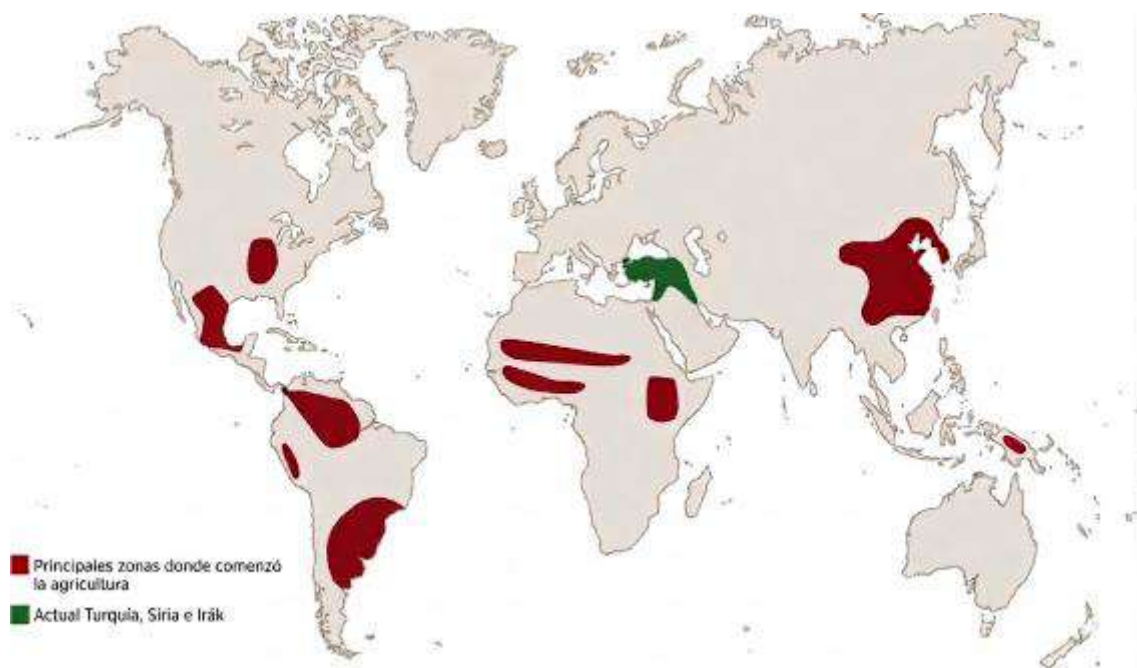 Principales zonas donde comenzó
la agricultura
Actual Turquía, Siria e Irák